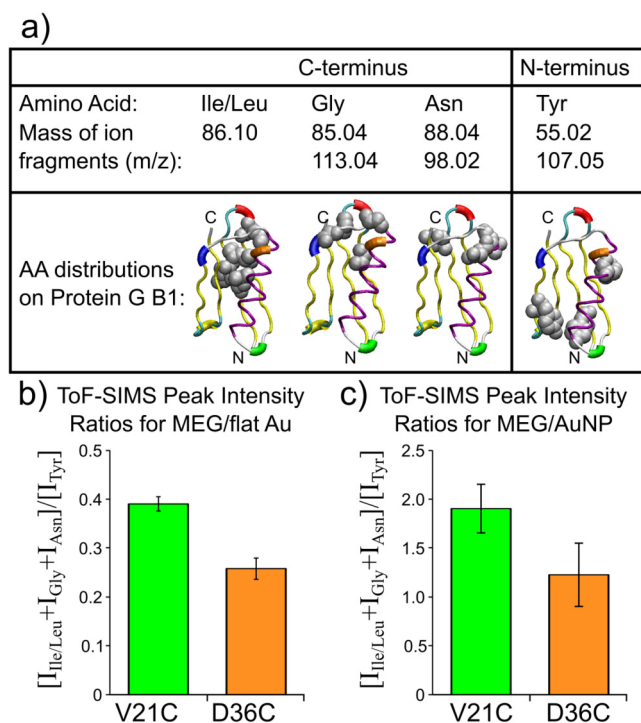 a)
C-terminus N-terminus
Amino Acid: Ile/Leu Gly Asn Tyr
Mass of ion 86.10 85.04 88.04 55.02
fragments (m/z): 113.04 98.02 107.05
AA distributions
on Protein G B1:
C C C C
N N N N
b) ToF-SIMS Peak Intensity
Ratios for MEG/flat Au
[I_Ile/Leu+I_Gly+I_Asn]/[I_Tyr]
0.5
0.4
0.3
0.2
0.1
0
V21C D36C
c) ToF-SIMS Peak Intensity
Ratios for MEG/AuNP
[I_Ile/Leu+I_Gly+I_Asn]/[I_Tyr]
2.5
2.0
1.5
1.0
0.5
0
V21C D36C